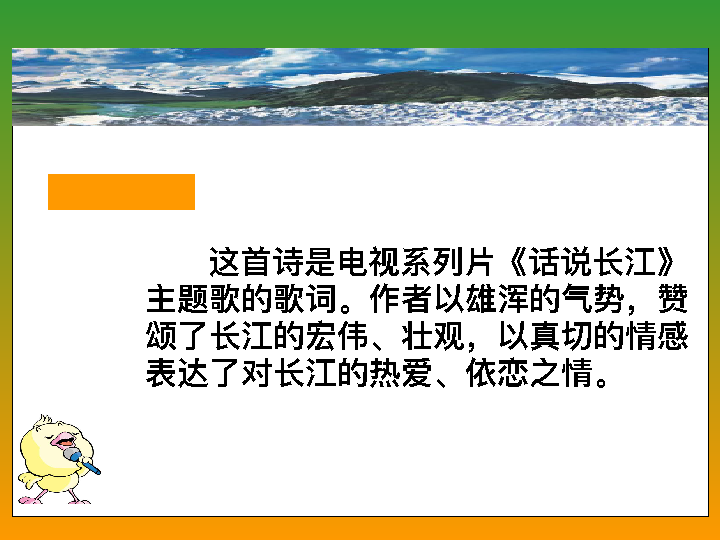 这首诗是电视系列片《话说长江》
主题歌的歌词。作者以雄浑的气势，赞
颂了长江的宏伟、壮观，以真切的情感
表达了对长江的热爱、依恋之情。